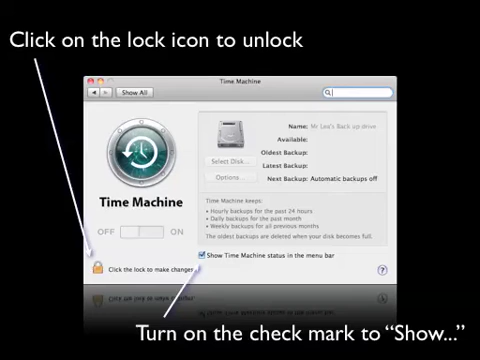 Click on the lock icon to unlock
Time Machine
Show All
Name: Mr Lee's Back up drive
Available:
Oldest Backup:
Select Disk...
Latest Backup:
Options...
Next Backup: Automatic backups off
Time Machine
Time Machine keeps:
• Hourly backups for the past 24 hours
• Daily backups for the past month
• Weekly backups for all previous months
The oldest backups are deleted when your disk becomes full.
OFF ON
Show Time Machine status in the menu bar
Click the lock to make changes.
?
Turn on the check mark to “Show...”